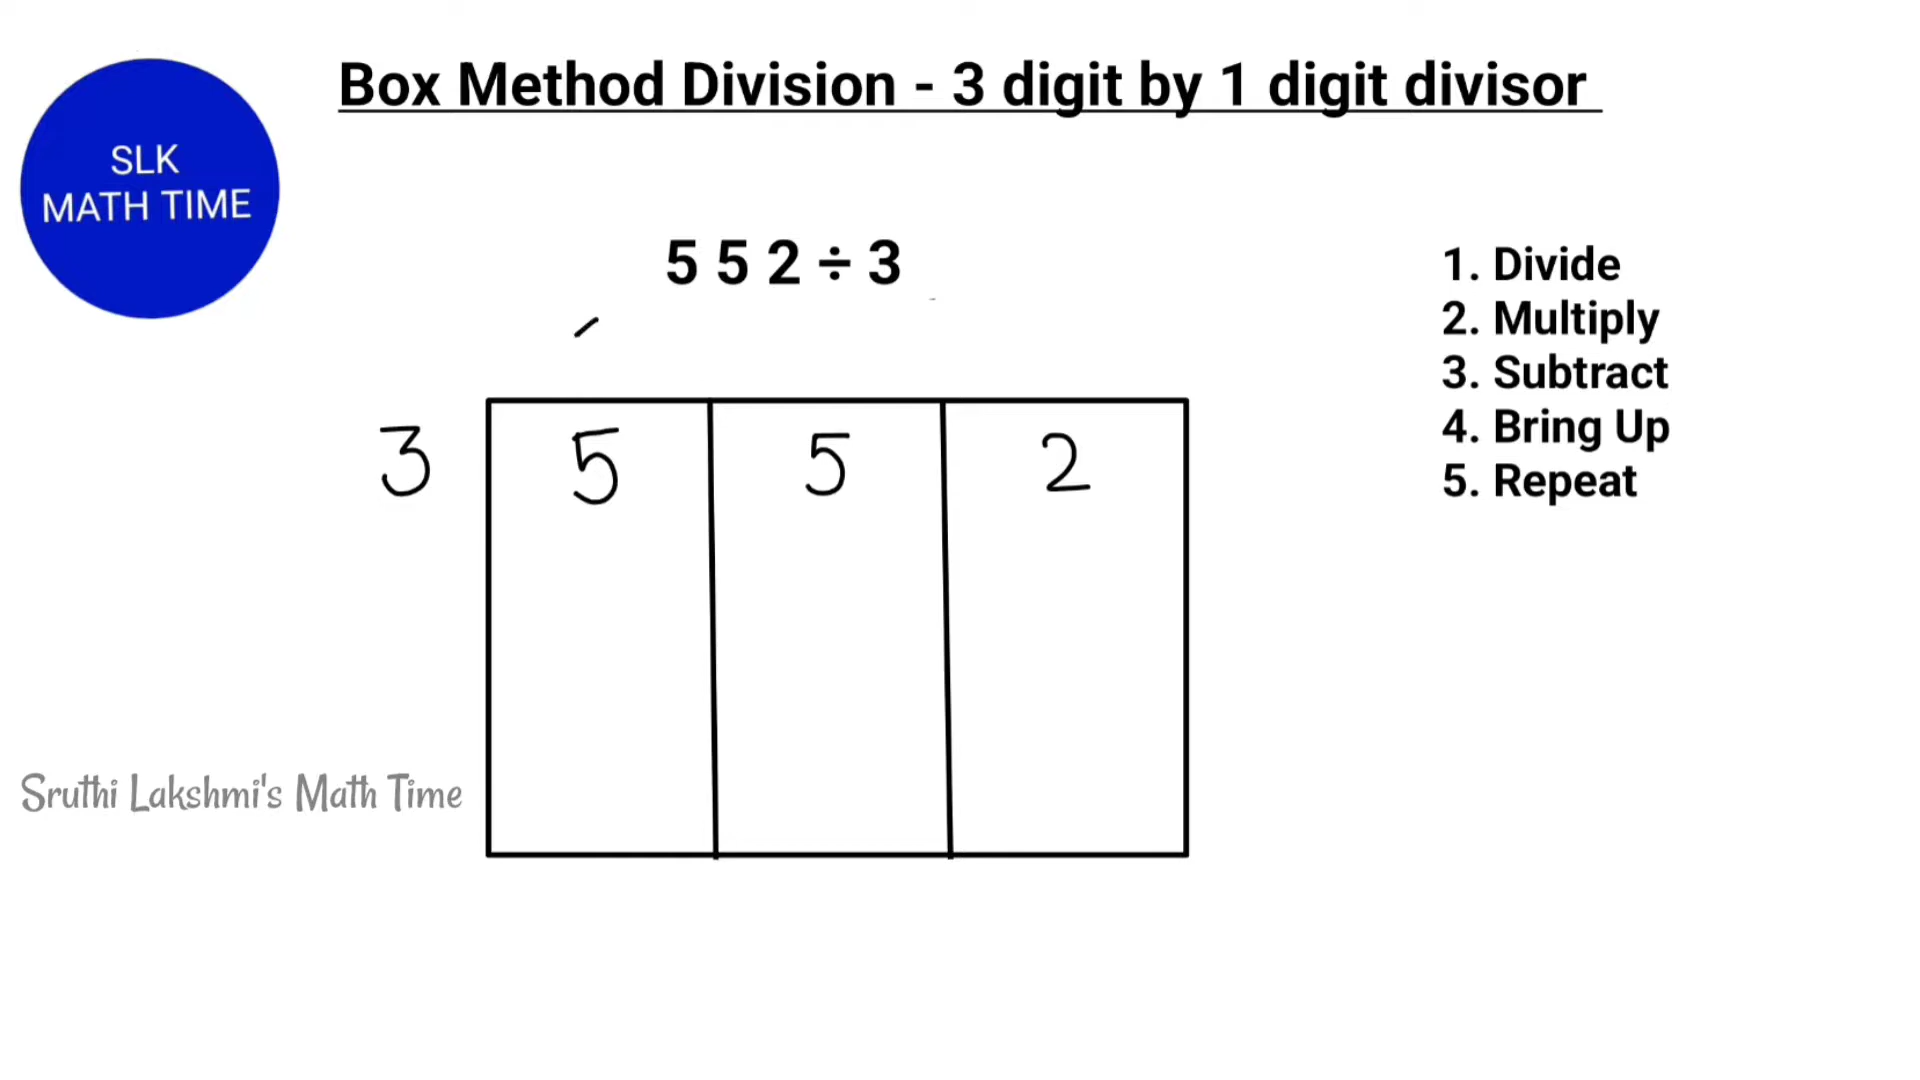 Box Method Division - 3 digit by 1 digit divisor
SLK
MATH TIME
5 5 2 ÷ 3
1. Divide
2. Multiply
3. Subtract
4. Bring Up
5. Repeat
3 5 5 2
Sruthi Lakshmi's Math Time